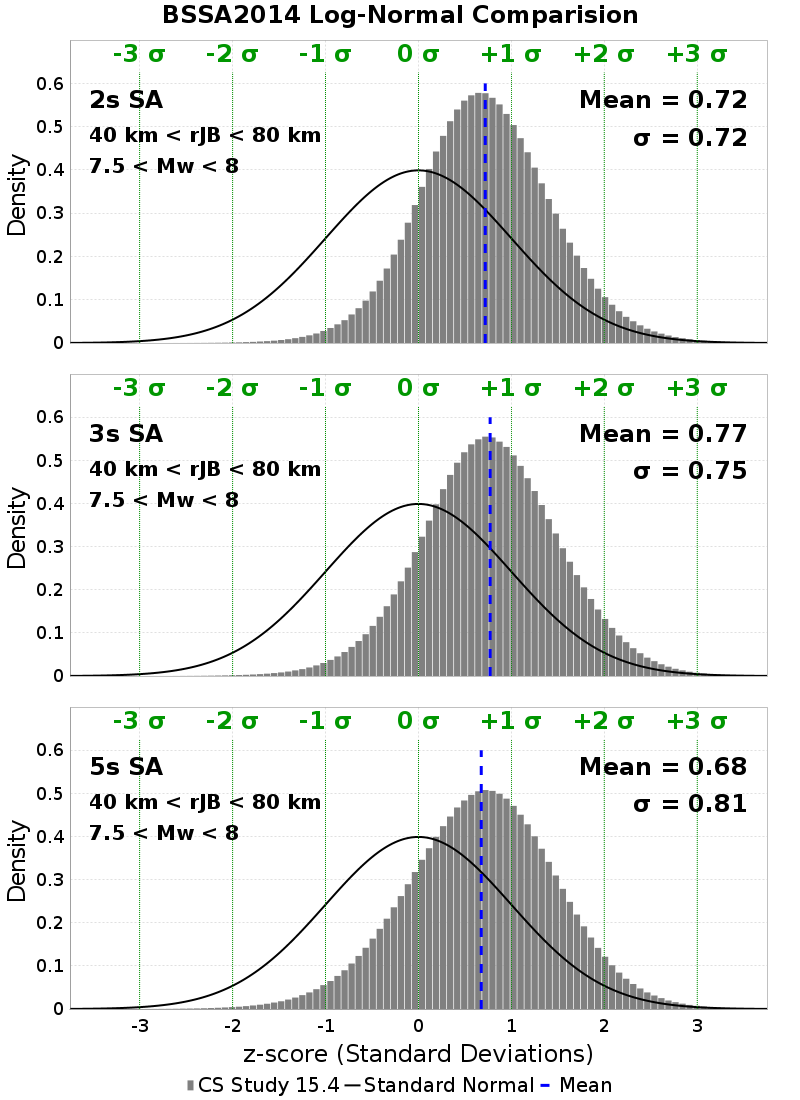 BSSA2014 Log-Normal Comparision
-3 σ -2 σ -1 σ 0 σ +1 σ +2 σ +3 σ
2s SA
40 km < rJB < 80 km
7.5 < Mw < 8
Mean = 0.72
σ = 0.72
Density
0.6
0.5
0.4
0.3
0.2
0.1
0
-3 σ -2 σ -1 σ 0 σ +1 σ +2 σ +3 σ
3s SA
40 km < rJB < 80 km
7.5 < Mw < 8
Mean = 0.77
σ = 0.75
Density
0.6
0.5
0.4
0.3
0.2
0.1
0
-3 σ -2 σ -1 σ 0 σ +1 σ +2 σ +3 σ
5s SA
40 km < rJB < 80 km
7.5 < Mw < 8
Mean = 0.68
σ = 0.81
Density
0.6
0.5
0.4
0.3
0.2
0.1
0
-3 -2 -1 0 1 2 3
z-score (Standard Deviations)
CS Study 15.4 Standard Normal Mean